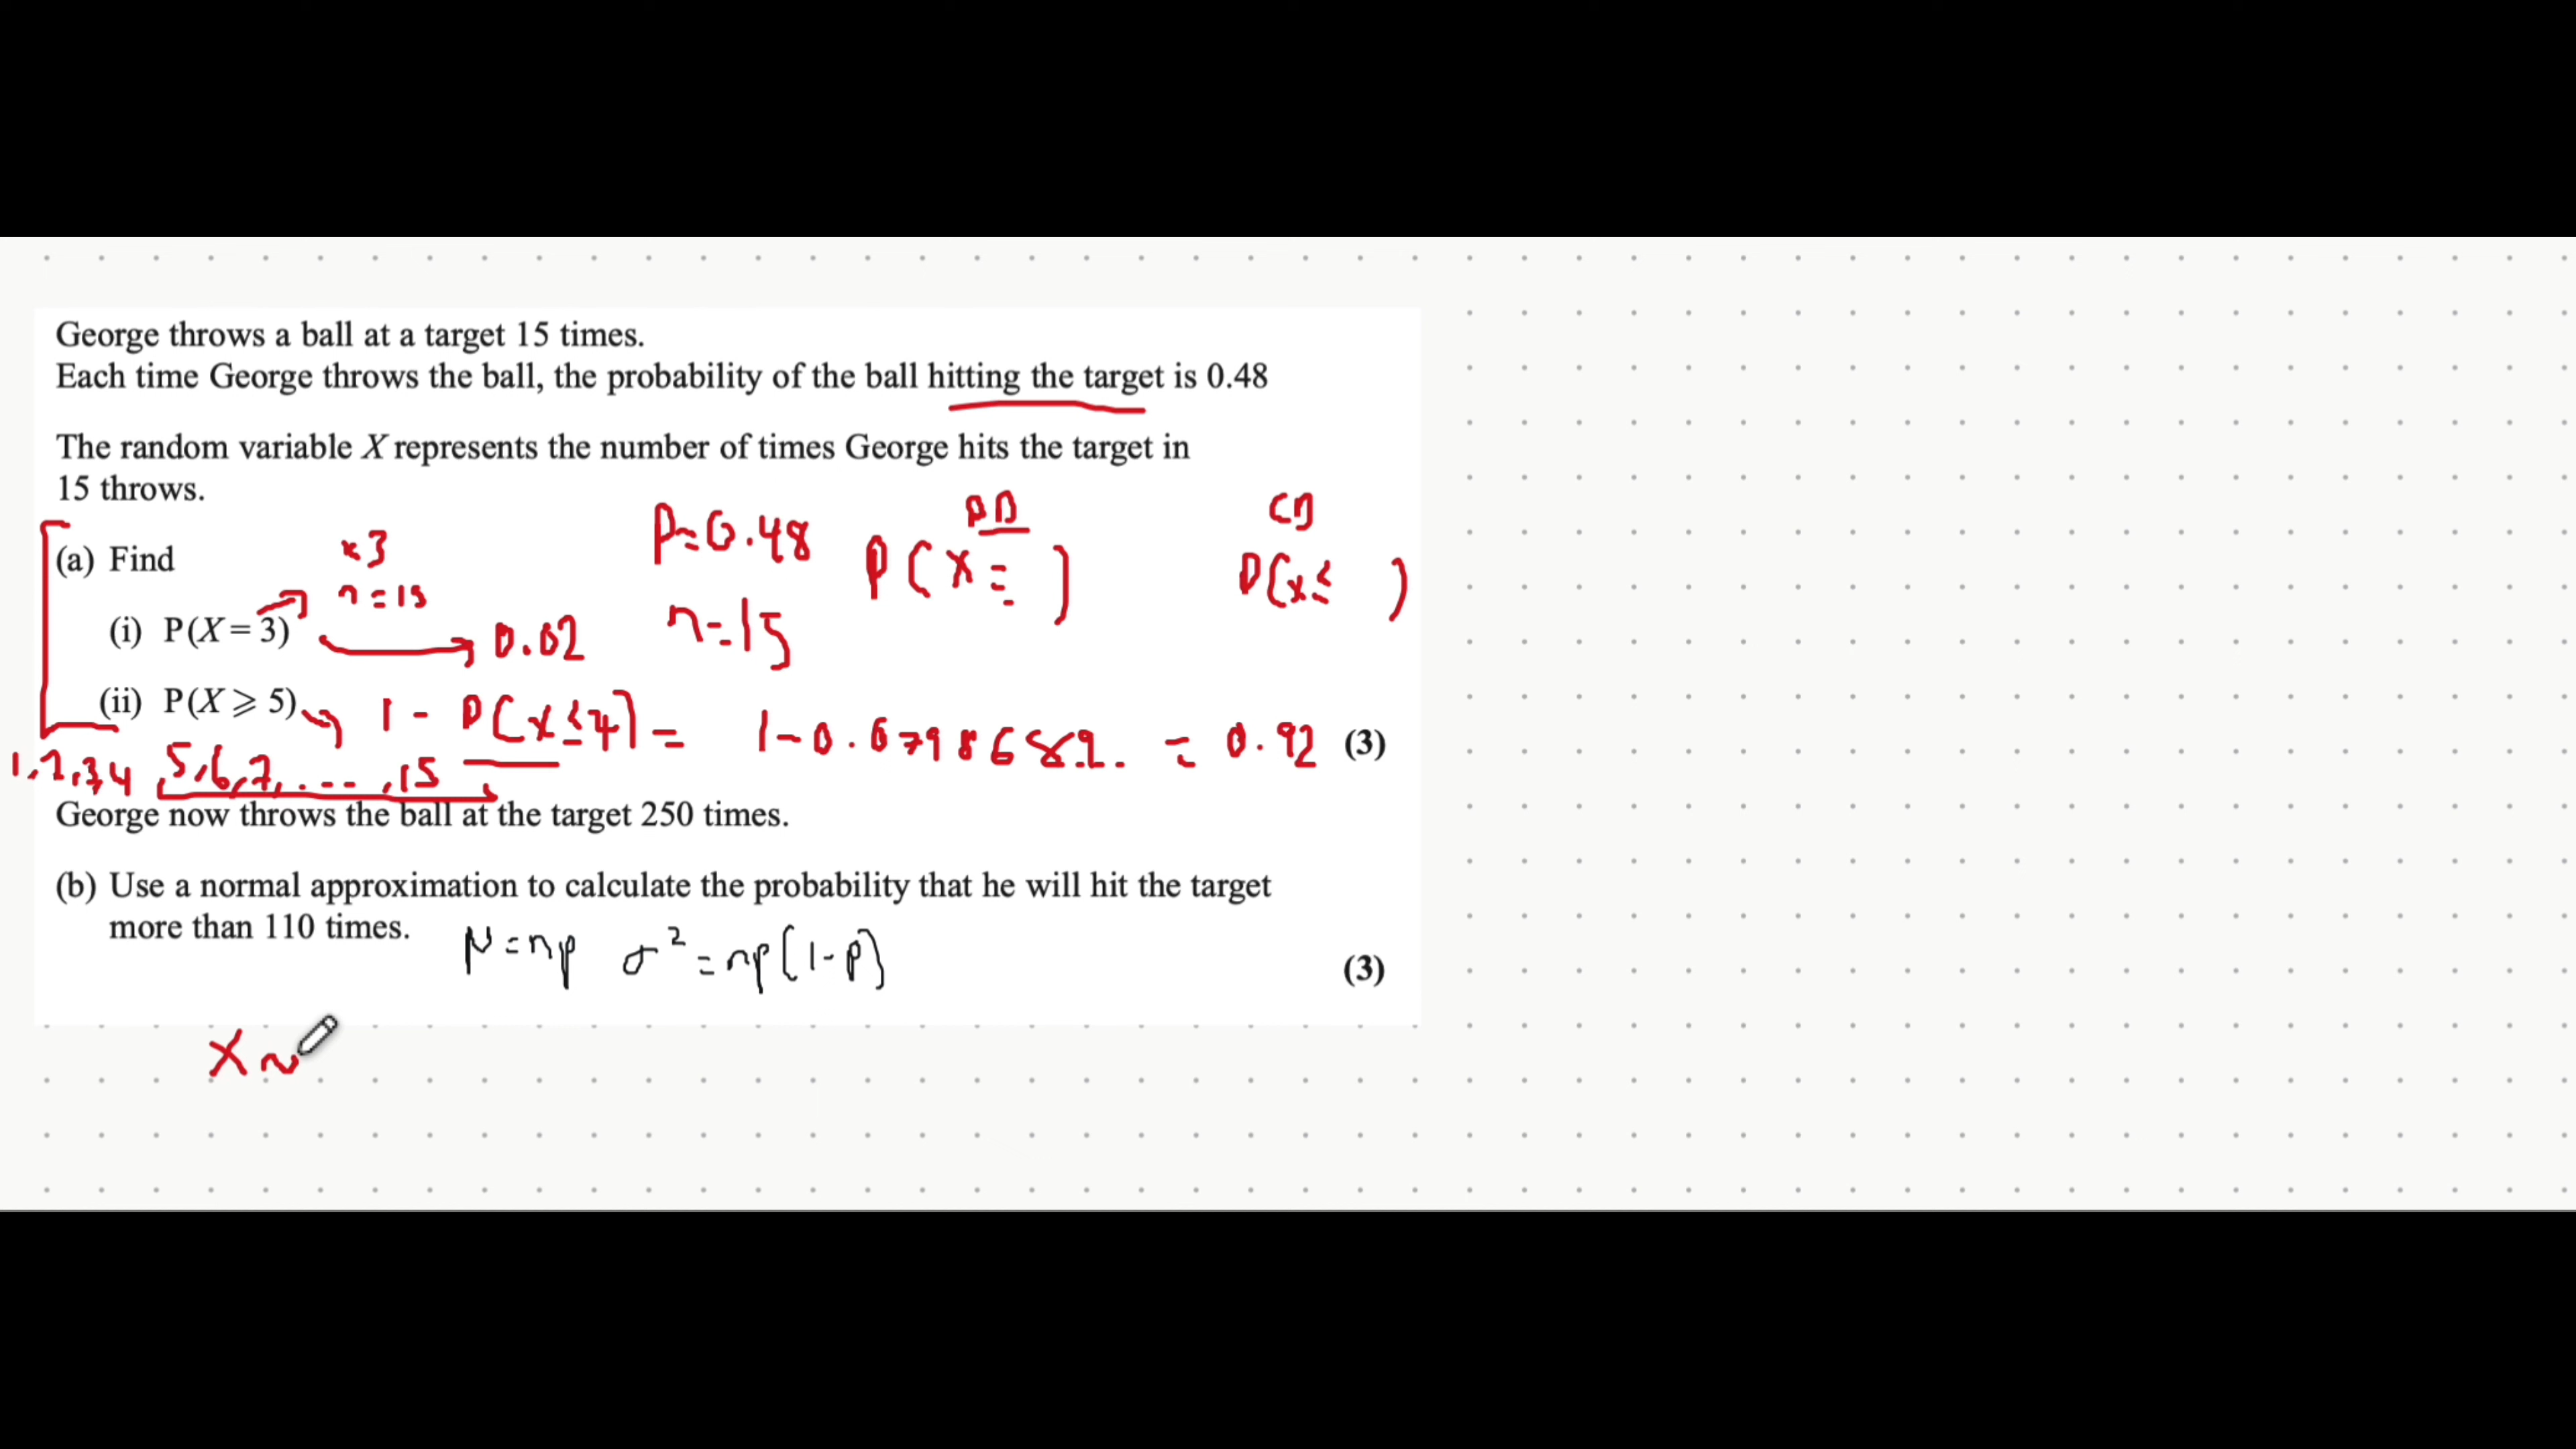 George throws a ball at a target 15 times.
Each time George throws the ball, the probability of the ball hitting the target is 0.48
The random variable X represents the number of times George hits the target in
15 throws.
P=0.48 PD CD
(a) Find x3 P(X= ) P(x≤ )
n=15
(i) P(X = 3) 0.02 n=15
(ii) P(X ⩾ 5) 1 - P(X≤4) = 1-0.079868... = 0.92 (3)
1,2,3,4,5,6,7,...,15
George now throws the ball at the target 250 times.
(b) Use a normal approximation to calculate the probability that he will hit the target
more than 110 times. μ=np σ²=np(1-p)
(3)
X~